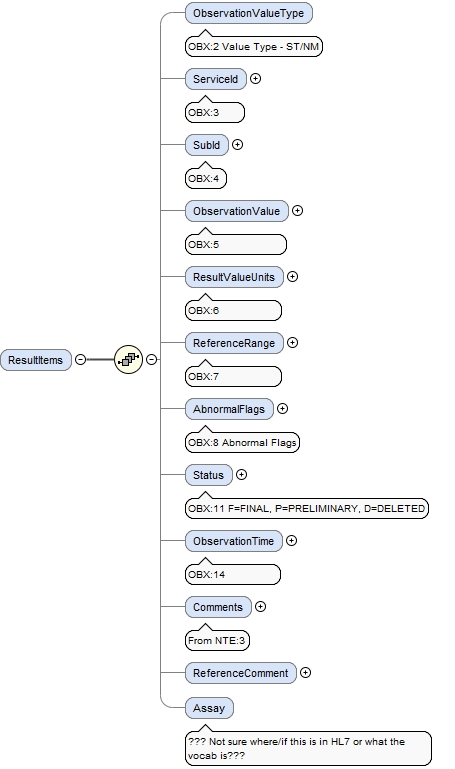 ObservationValueType
OBX:2 Value Type - ST/NM
ServiceId
OBX:3
SubId
OBX:4
ObservationValue
OBX:5
ResultValueUnits
OBX:6
ReferenceRange
OBX:7
ResultItems
AbnormalFlags
OBX:8 Abnormal Flags
Status
OBX:11 F=FINAL, P=PRELIMINARY, D=DELETED
ObservationTime
OBX:14
Comments
From NTE:3
ReferenceComment
Assay
??? Not sure where/if this is in HL7 or what the
vocab is???